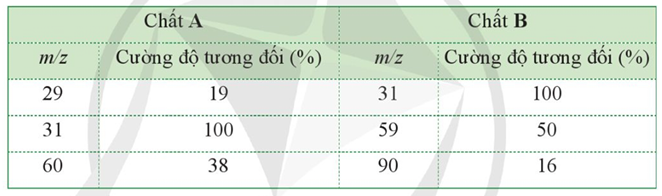 Chất A Chất B
m/z Cường độ tương đối (%) m/z Cường độ tương đối (%)
29 19 31 100
31 100 59 50
60 38 90 16